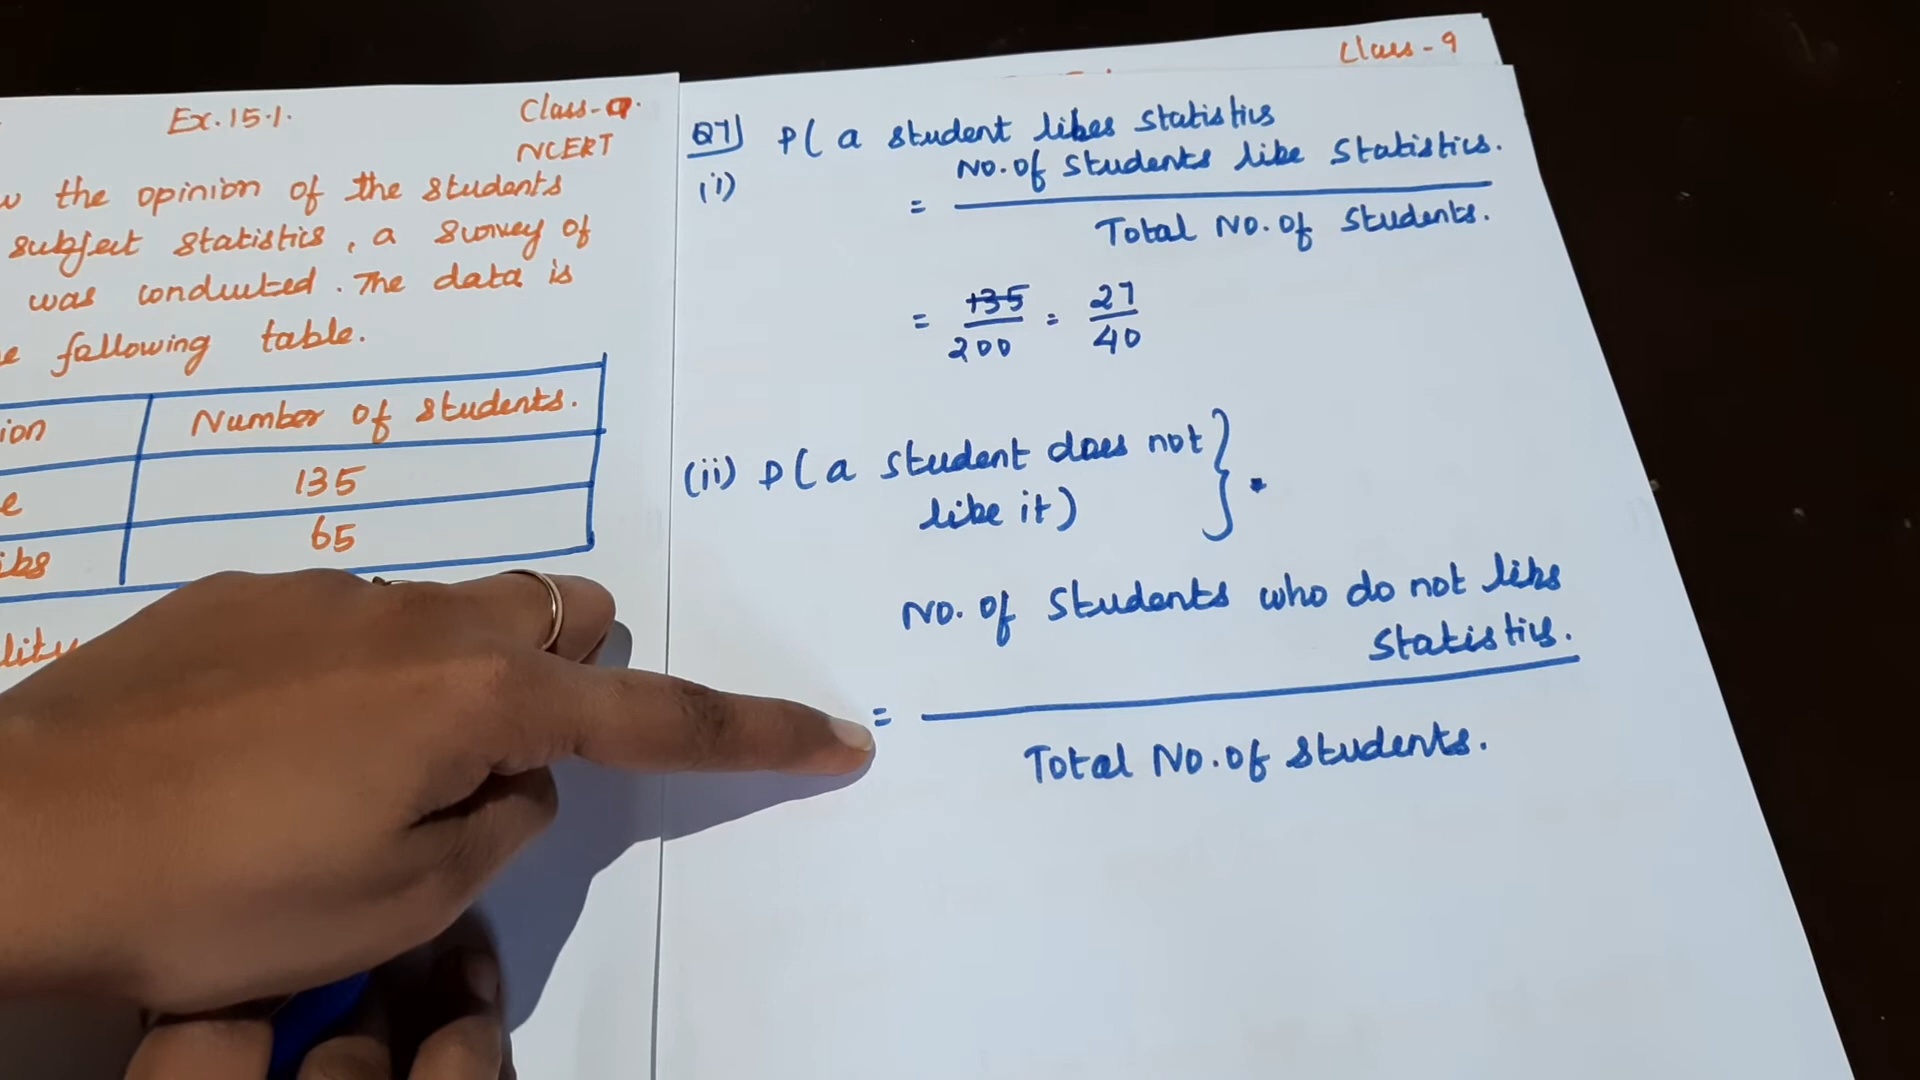 Ex.15.1.
Class-9.
NCERT
the opinion of the students
subject statistics, a survey of
was conducted. The data is
following table.
Number of students.
135
65
Class-9
Q7) P( a student likes statistics
(i)
= No. of students like statistics.
Total No. of students.
= 135/200 = 27/40
(ii) P( a student does not
like it) } .
No. of students who do not like
statistics.
=
Total No. of students.